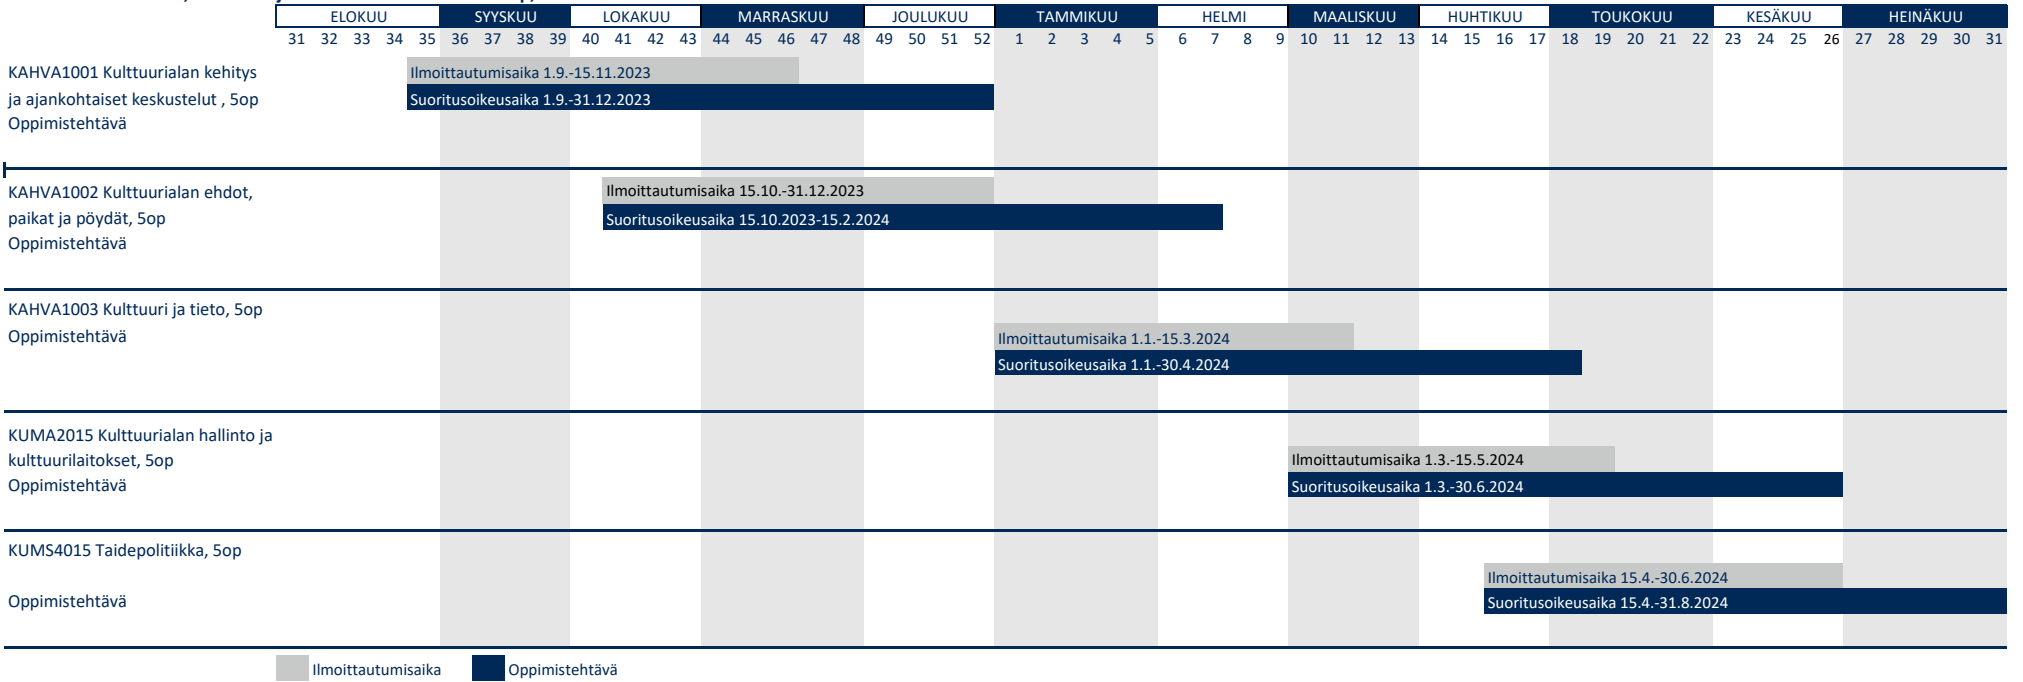 ELOKUU SYYSKUU LOKAKUU MARRASKUU JOULUKUU TAMMIKUU HELMI MAALISKUU HUHTIKUU TOUKOKUU KESÄKUU HEINÄKUU
31 32 33 34 35 36 37 38 39 40 41 42 43 44 45 46 47 48 49 50 51 52 1 2 3 4 5 6 7 8 9 10 11 12 13 14 15 16 17 18 19 20 21 22 23 24 25 26 27 28 29 30 31
KAHVA1001 Kulttuurialan kehitys Ilmoittautumisaika 1.9.-15.11.2023
ja ajankohtaiset keskustelut , 5op Suoritusoikeusaika 1.9.-31.12.2023
Oppimistehtävä
KAHVA1002 Kulttuurialan ehdot, Ilmoittautumisaika 15.10.-31.12.2023
paikat ja pöydät, 5op Suoritusoikeusaika 15.10.2023-15.2.2024
Oppimistehtävä
KAHVA1003 Kulttuuri ja tieto, 5op
Oppimistehtävä Ilmoittautumisaika 1.1.-15.3.2024
Suoritusoikeusaika 1.1.-30.4.2024
KUMA2015 Kulttuurialan hallinto ja
kulttuurilaitokset, 5op Ilmoittautumisaika 1.3.-15.5.2024
Oppimistehtävä Suoritusoikeusaika 1.3.-30.6.2024
KUMS4015 Taidepolitiikka, 5op
Ilmoittautumisaika 15.4.-30.6.2024
Oppimistehtävä Suoritusoikeusaika 15.4.-31.8.2024
Ilmoittautumisaika Oppimistehtävä